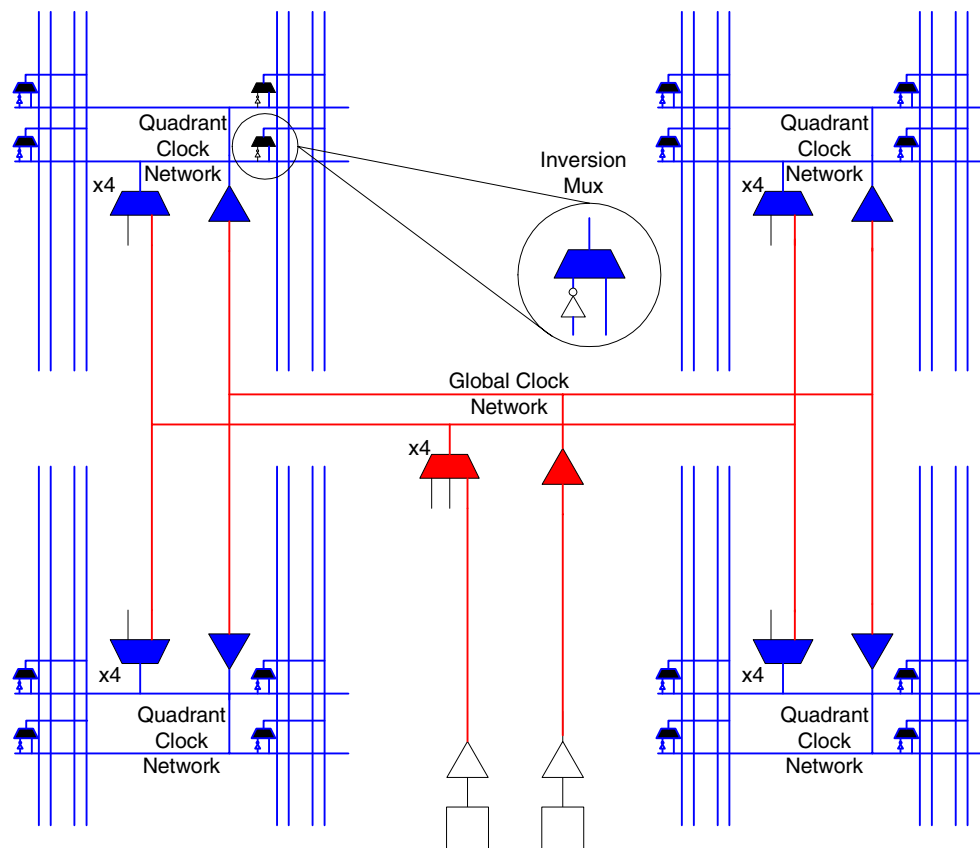 Quadrant
Clock
Network
x4
Inversion
Mux
Quadrant
Clock
Network
x4
Global Clock
Network
x4
x4
Quadrant
Clock
Network
x4
Quadrant
Clock
Network